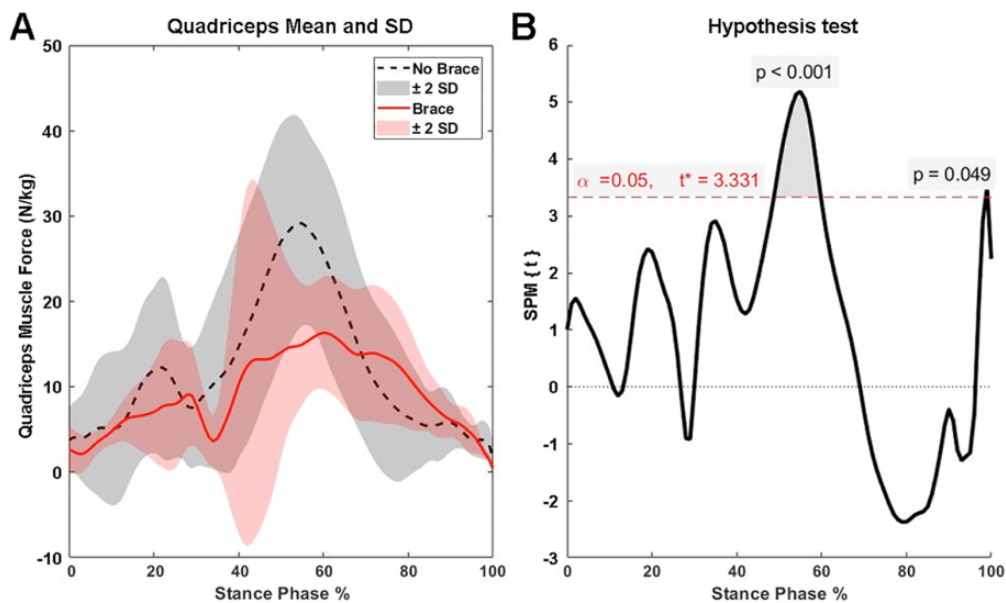 A
Quadriceps Mean and SD
50
40
30
20
10
0
-10
Quadriceps Muscle Force (N/kg)
No Brace
± 2 SD
Brace
± 2 SD
0
20
40
60
80
100
Stance Phase %
B
Hypothesis test
6
5
4
3
2
1
0
-1
-2
-3
SPM { t }
p < 0.001
α =0.05, t* = 3.331
p = 0.049
0
20
40
60
80
100
Stance Phase %